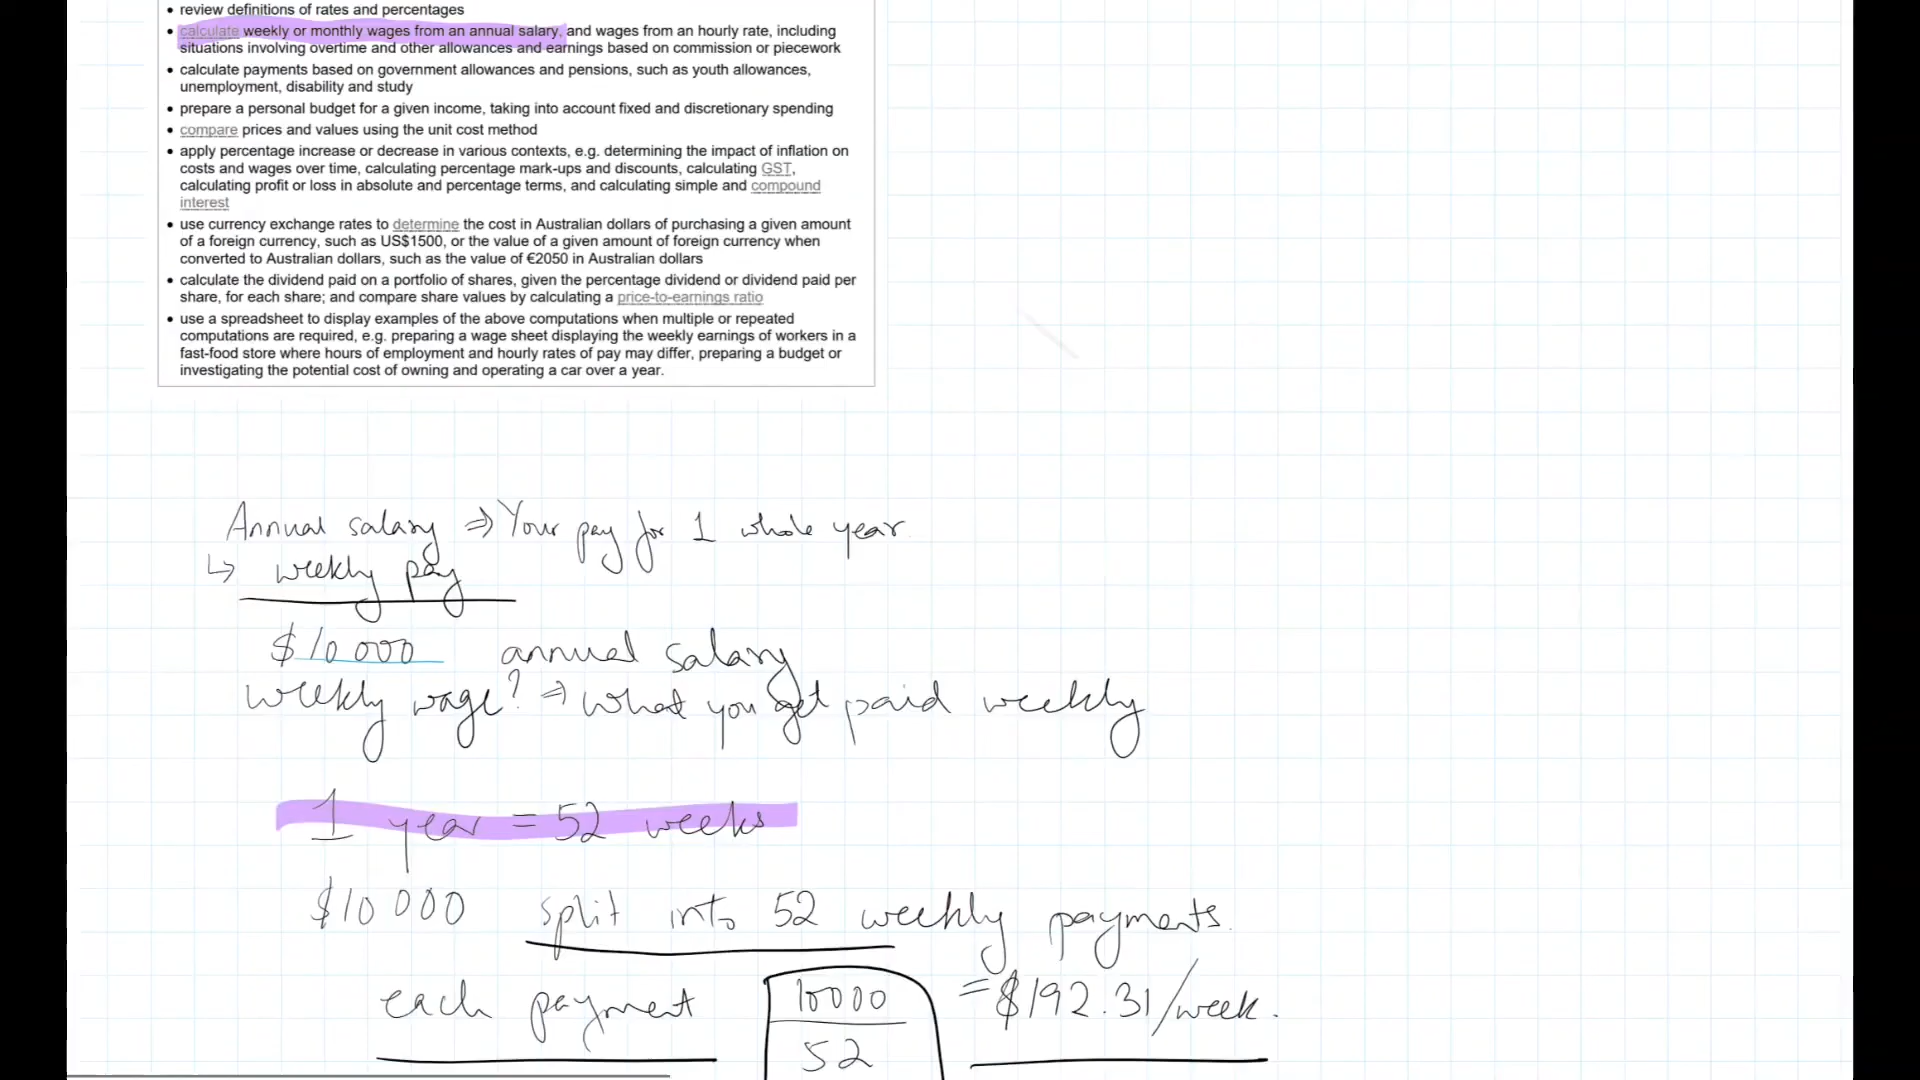 • review definitions of rates and percentages
• calculate weekly or monthly wages from an annual salary, and wages from an hourly rate, including
situations involving overtime and other allowances and earnings based on commission or piecework
• calculate payments based on government allowances and pensions, such as youth allowances,
unemployment, disability and study
• prepare a personal budget for a given income, taking into account fixed and discretionary spending
• compare prices and values using the unit cost method
• apply percentage increase or decrease in various contexts, e.g. determining the impact of inflation on
costs and wages over time, calculating percentage mark-ups and discounts, calculating GST,
calculating profit or loss in absolute and percentage terms, and calculating simple and compound
interest
• use currency exchange rates to determine the cost in Australian dollars of purchasing a given amount
of a foreign currency, such as US$1500, or the value of a given amount of foreign currency when
converted to Australian dollars, such as the value of €2050 in Australian dollars
• calculate the dividend paid on a portfolio of shares, given the percentage dividend or dividend paid per
share, for each share; and compare share values by calculating a price-to-earnings ratio
• use a spreadsheet to display examples of the above computations when multiple or repeated
computations are required, e.g. preparing a wage sheet displaying the weekly earnings of workers in a
fast-food store where hours of employment and hourly rates of pay may differ, preparing a budget or
investigating the potential cost of owning and operating a car over a year.
Annual salary ⇒ Your pay for 1 whole year.
↳ weekly pay
$10 000 annual salary
weekly wage? ⇒ what you get paid weekly
1 year = 52 weeks
$10 000 split into 52 weekly payments.
each payment 10000 = $192.31/week.
52